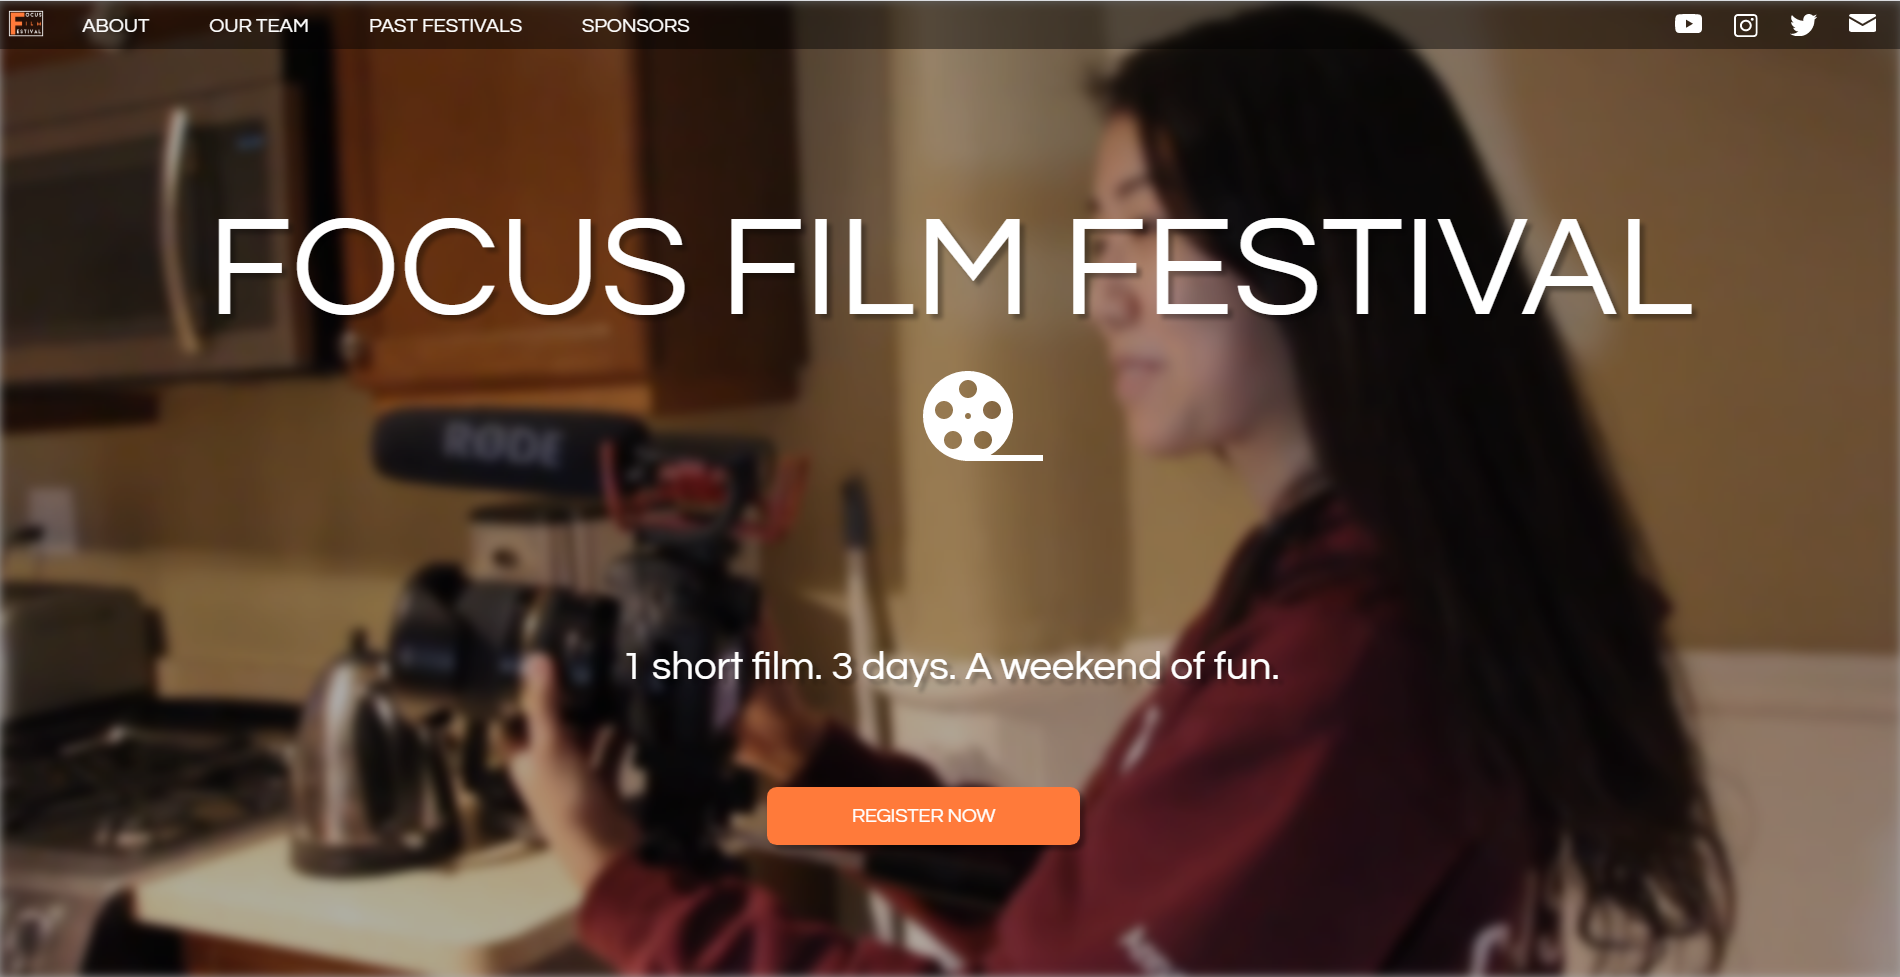 FOCUS
FILM
FESTIVAL
ABOUT OUR TEAM PAST FESTIVALS SPONSORS
FOCUS FILM FESTIVAL
RØDE
1 short film. 3 days. A weekend of fun.
REGISTER NOW